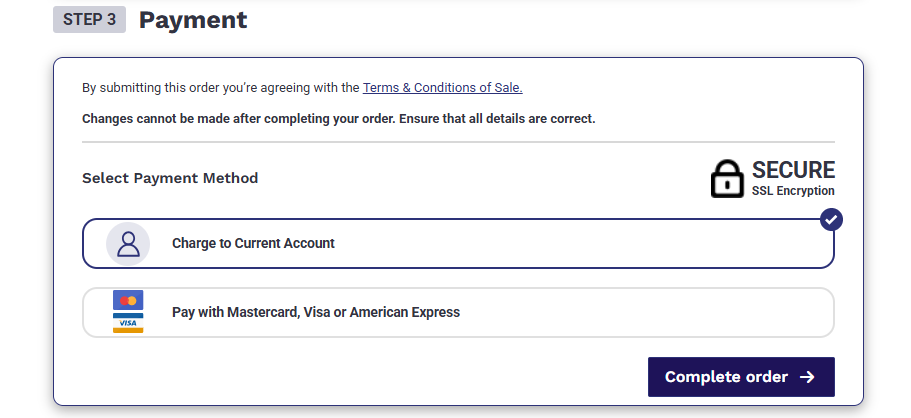 STEP 3 Payment
By submitting this order you're agreeing with the Terms & Conditions of Sale.
Changes cannot be made after completing your order. Ensure that all details are correct.
Select Payment Method
SECURE
SSL Encryption
Charge to Current Account
VISA
Pay with Mastercard, Visa or American Express
Complete order →